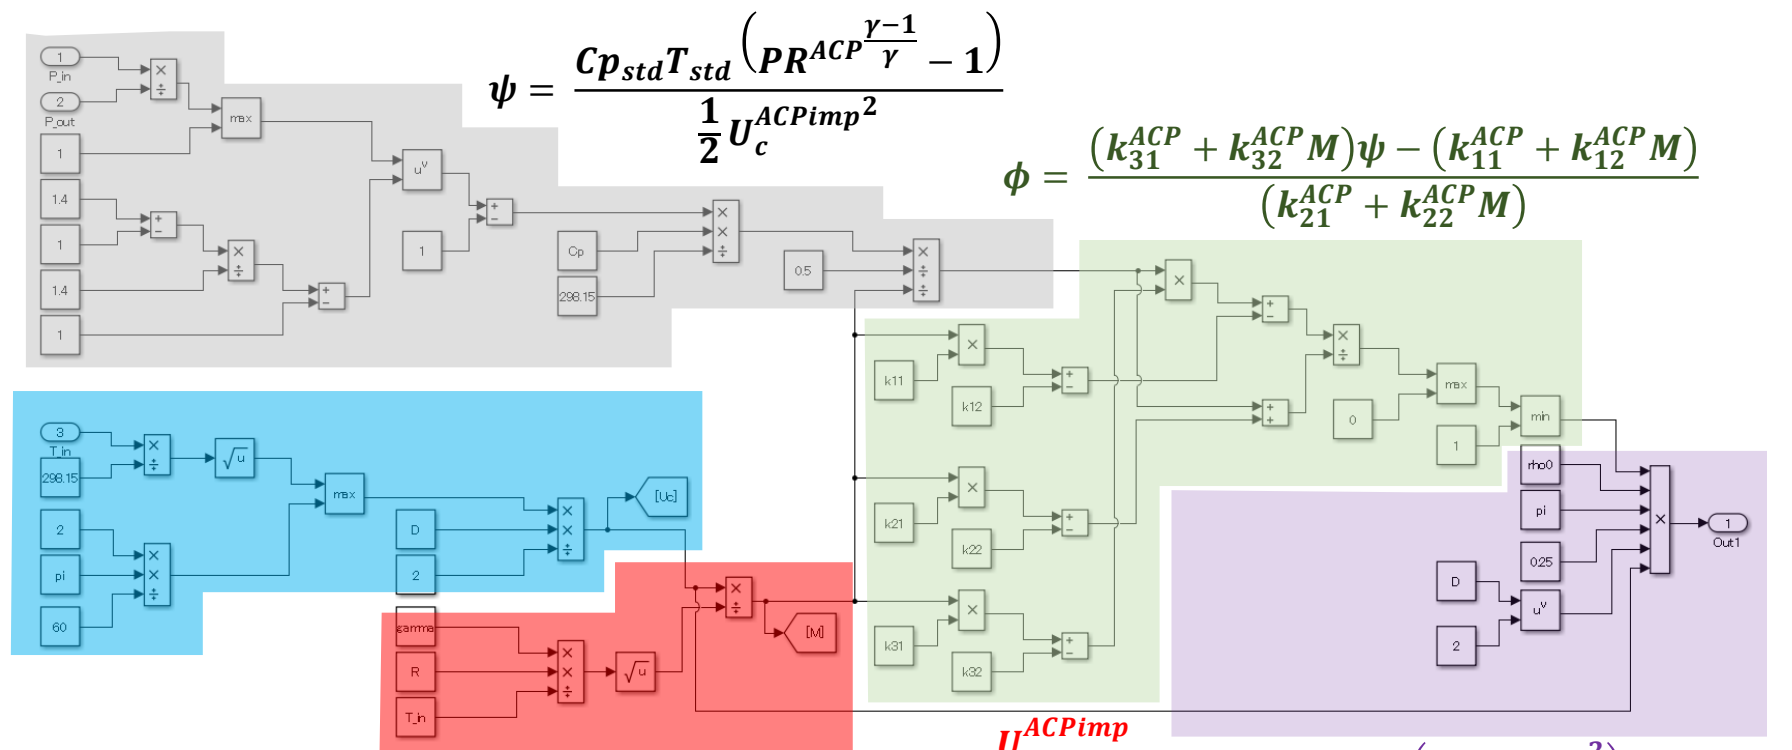 1
P_in
2
P_out
1
1.4
1
1.4
1
×
÷
max
+
−
×
÷
+
−
u^v
1
+
−
Cp
298.15
×
×
÷
0.5
×
÷
÷
ψ = Cp_std T_std (PR^ACP^((γ−1)/γ) − 1) / (1/2 U_c^ACPimp^2)
ϕ = ((k_31^ACP + k_32^ACP M)ψ − (k_11^ACP + k_12^ACP M)) / (k_21^ACP + k_22^ACP M)
3
T_in
298.15
×
÷
√u
max
2
pi
60
×
×
÷
D
2
×
×
÷
[Uc]
gamma
R
T_in
×
×
÷
√u
×
÷
[M]
k11
×
k12
+
−
k21
×
k22
+
−
k31
×
k32
+
−
×
+
−
+
+
×
÷
0
max
1
min
rho0
pi
0.25
D
2
u^v
×
1
Out1
U^ACPimp